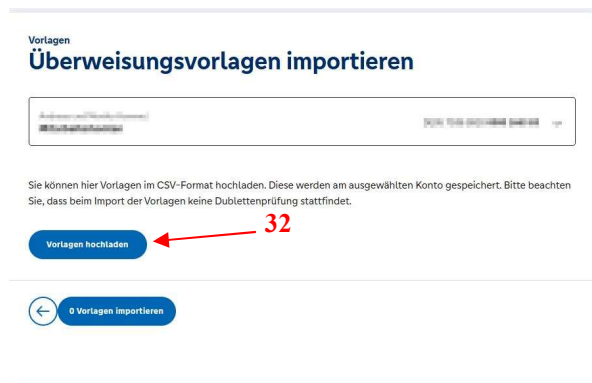 Vorlagen
Überweisungsvorlagen importieren
Sie können hier Vorlagen im CSV-Format hochladen. Diese werden am ausgewählten Konto gespeichert. Bitte beachten
Sie, dass beim Import der Vorlagen keine Dublettenprüfung stattfindet.
32
Vorlagen hochladen
0 Vorlagen importieren